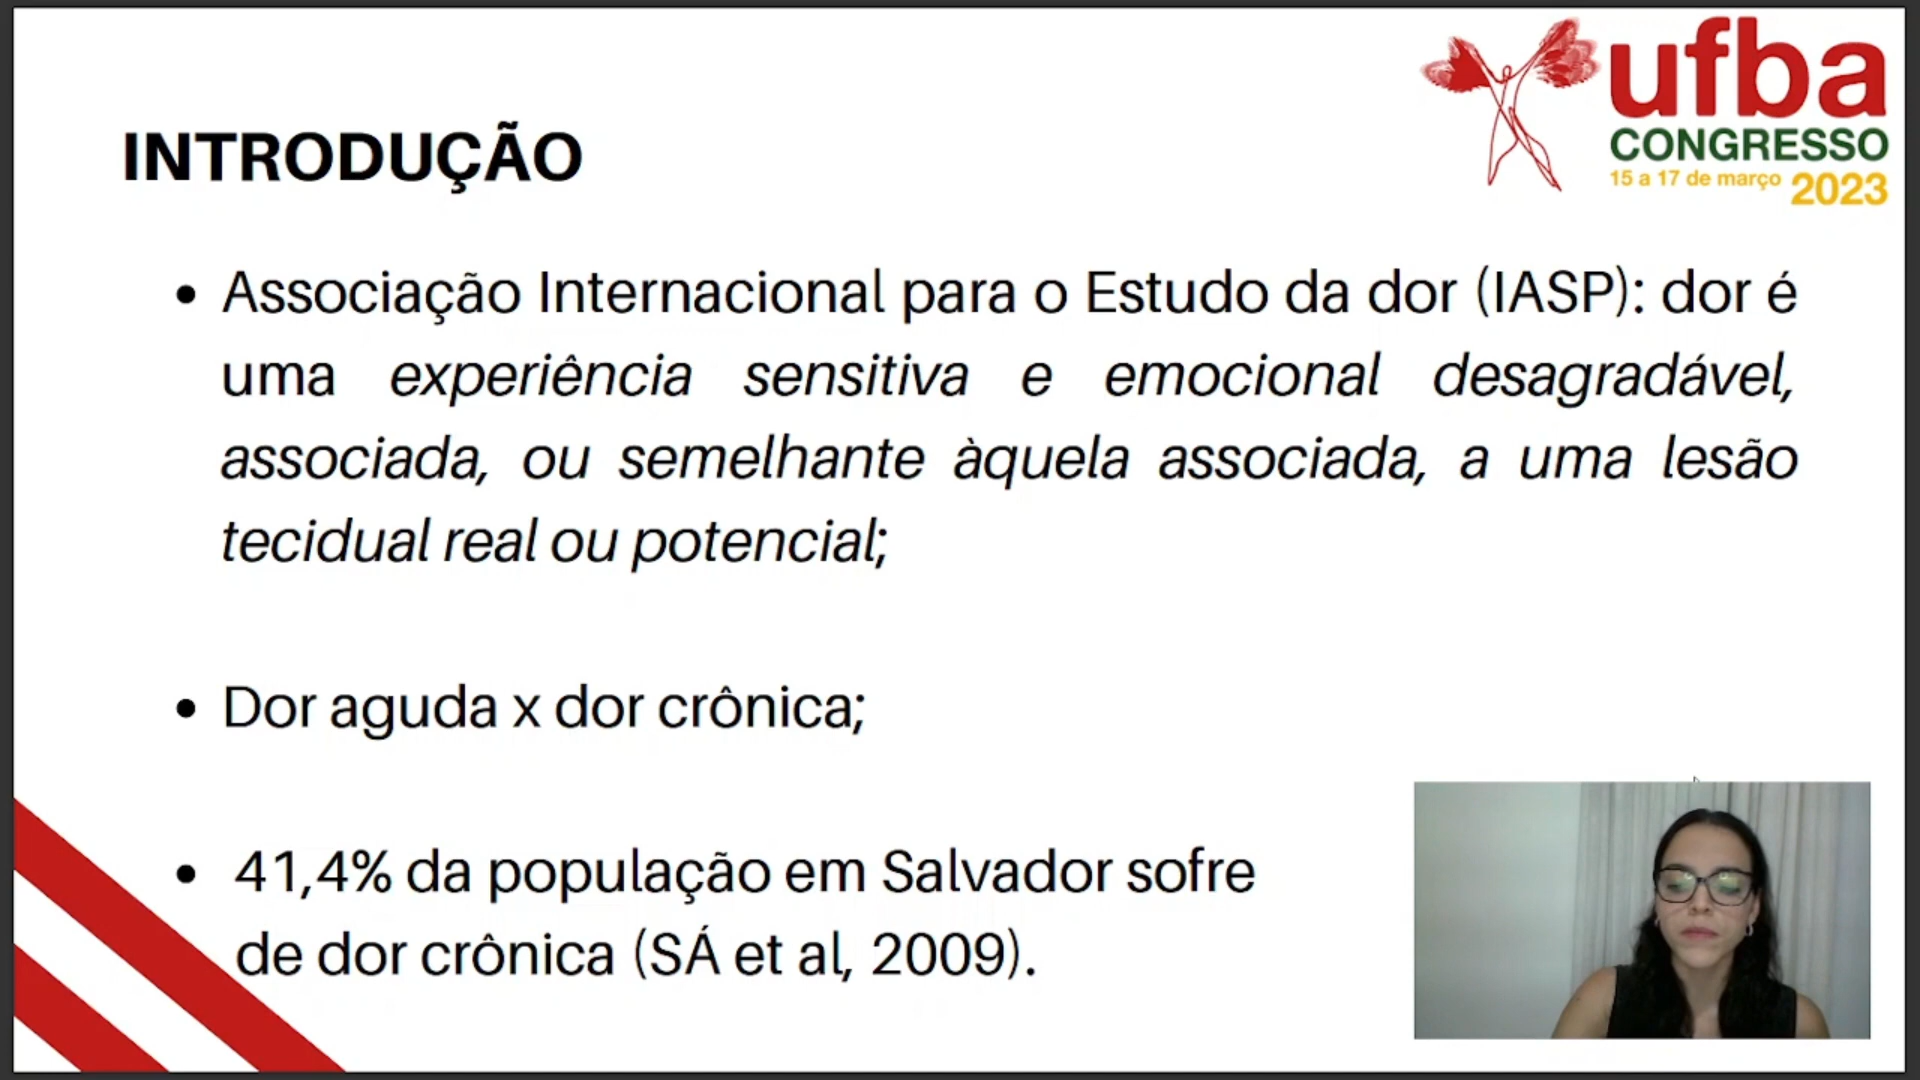 ufba
CONGRESSO
15 a 17 de março 2023
INTRODUÇÃO
• Associação Internacional para o Estudo da dor (IASP): dor é
uma experiência sensitiva e emocional desagradável,
associada, ou semelhante àquela associada, a uma lesão
tecidual real ou potencial;
• Dor aguda x dor crônica;
• 41,4% da população em Salvador sofre
de dor crônica (SÁ et al, 2009).